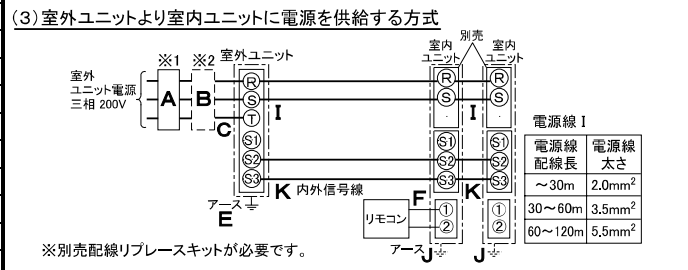 (3)室外ユニットより室内ユニットに電源を供給する方式
※1 ※2 室外ユニット
別売
室内ユニット
室内ユニット
室外
ユニット電源
三相 200V
A
B
C
R
S
T
S1
S2
S3
I
R
S
S1
S2
S3
①
②
I
R
S
S1
S2
S3
①
②
K 内外信号線
K
F
リモコン
アース
E
アース
J
J
※別売配線リプレースキットが必要です。
電源線 I
電源線配線長 電源線太さ
～30m 2.0mm²
30～60m 3.5mm²
60～120m 5.5mm²